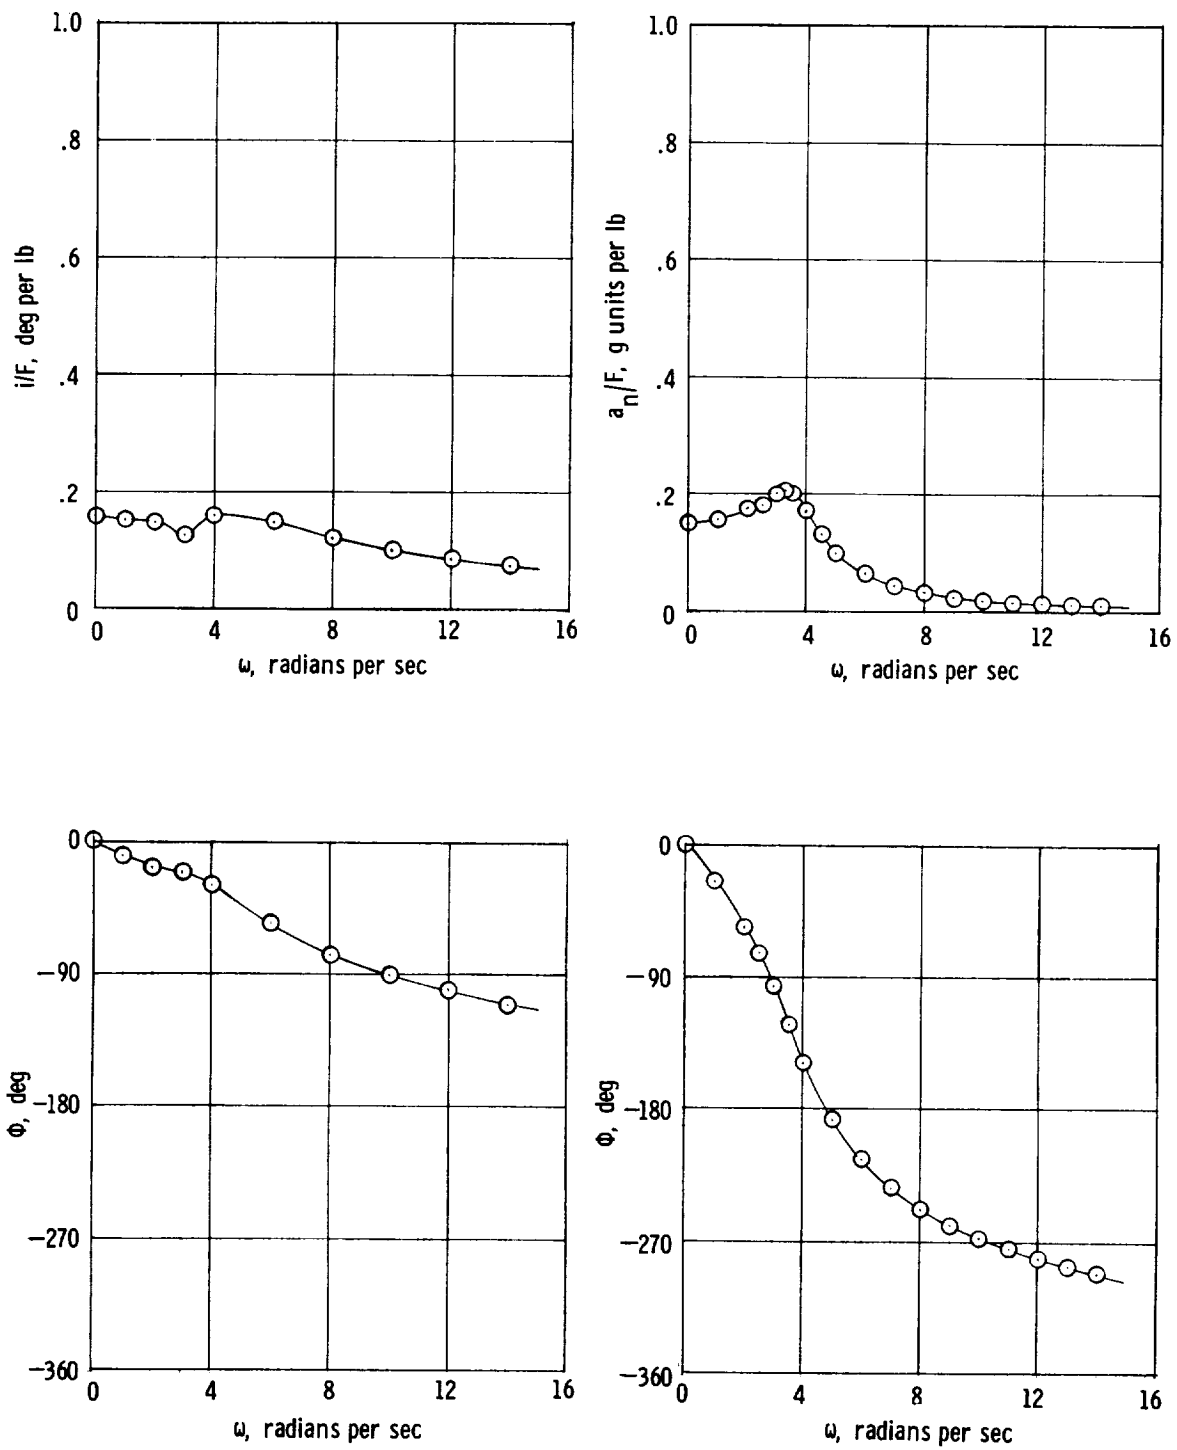 1.0
.8
.6
.4
.2
0
i/F, deg per lb
0 4 8 12 16
ω, radians per sec
1.0
.8
.6
.4
.2
0
an/F, g units per lb
0 4 8 12 16
ω, radians per sec
0
—90
—180
—270
—360
Φ, deg
0 4 8 12 16
ω, radians per sec
0
—90
—180
—270
—360
Φ, deg
0 4 8 12 16
ω, radians per sec